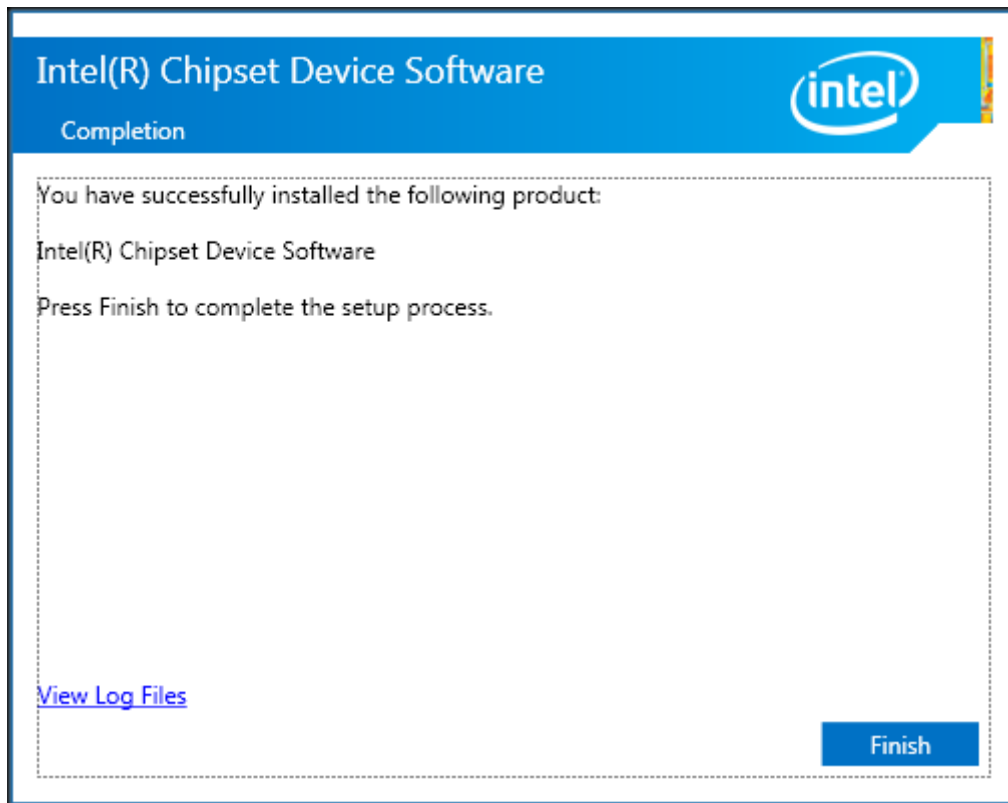 Intel(R) Chipset Device Software
intel
Completion
You have successfully installed the following product:
Intel(R) Chipset Device Software
Press Finish to complete the setup process.
View Log Files
Finish